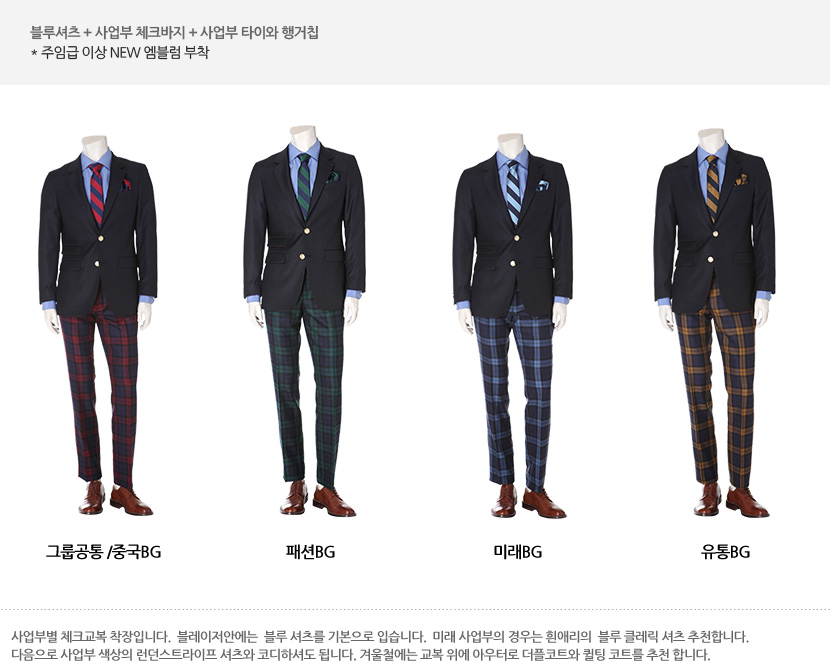 블루셔츠 + 사업부 체크바지 + 사업부 타이와 행거칩
* 주임급 이상 NEW 엠블럼 부착
그룹공통 /중국BG
패션BG
미래BG
유통BG
사업부별 체크교복 착장입니다. 블레이저안에는 블루 셔츠를 기본으로 입습니다. 미래 사업부의 경우는 흰애리의 블루 클레릭 셔츠 추천합니다.
다음으로 사업부 색상의 런던스트라이프 셔츠와 코디하셔도 됩니다. 겨울철에는 교복 위에 아우터로 더플코트와 퀼팅 코트를 추천 합니다.